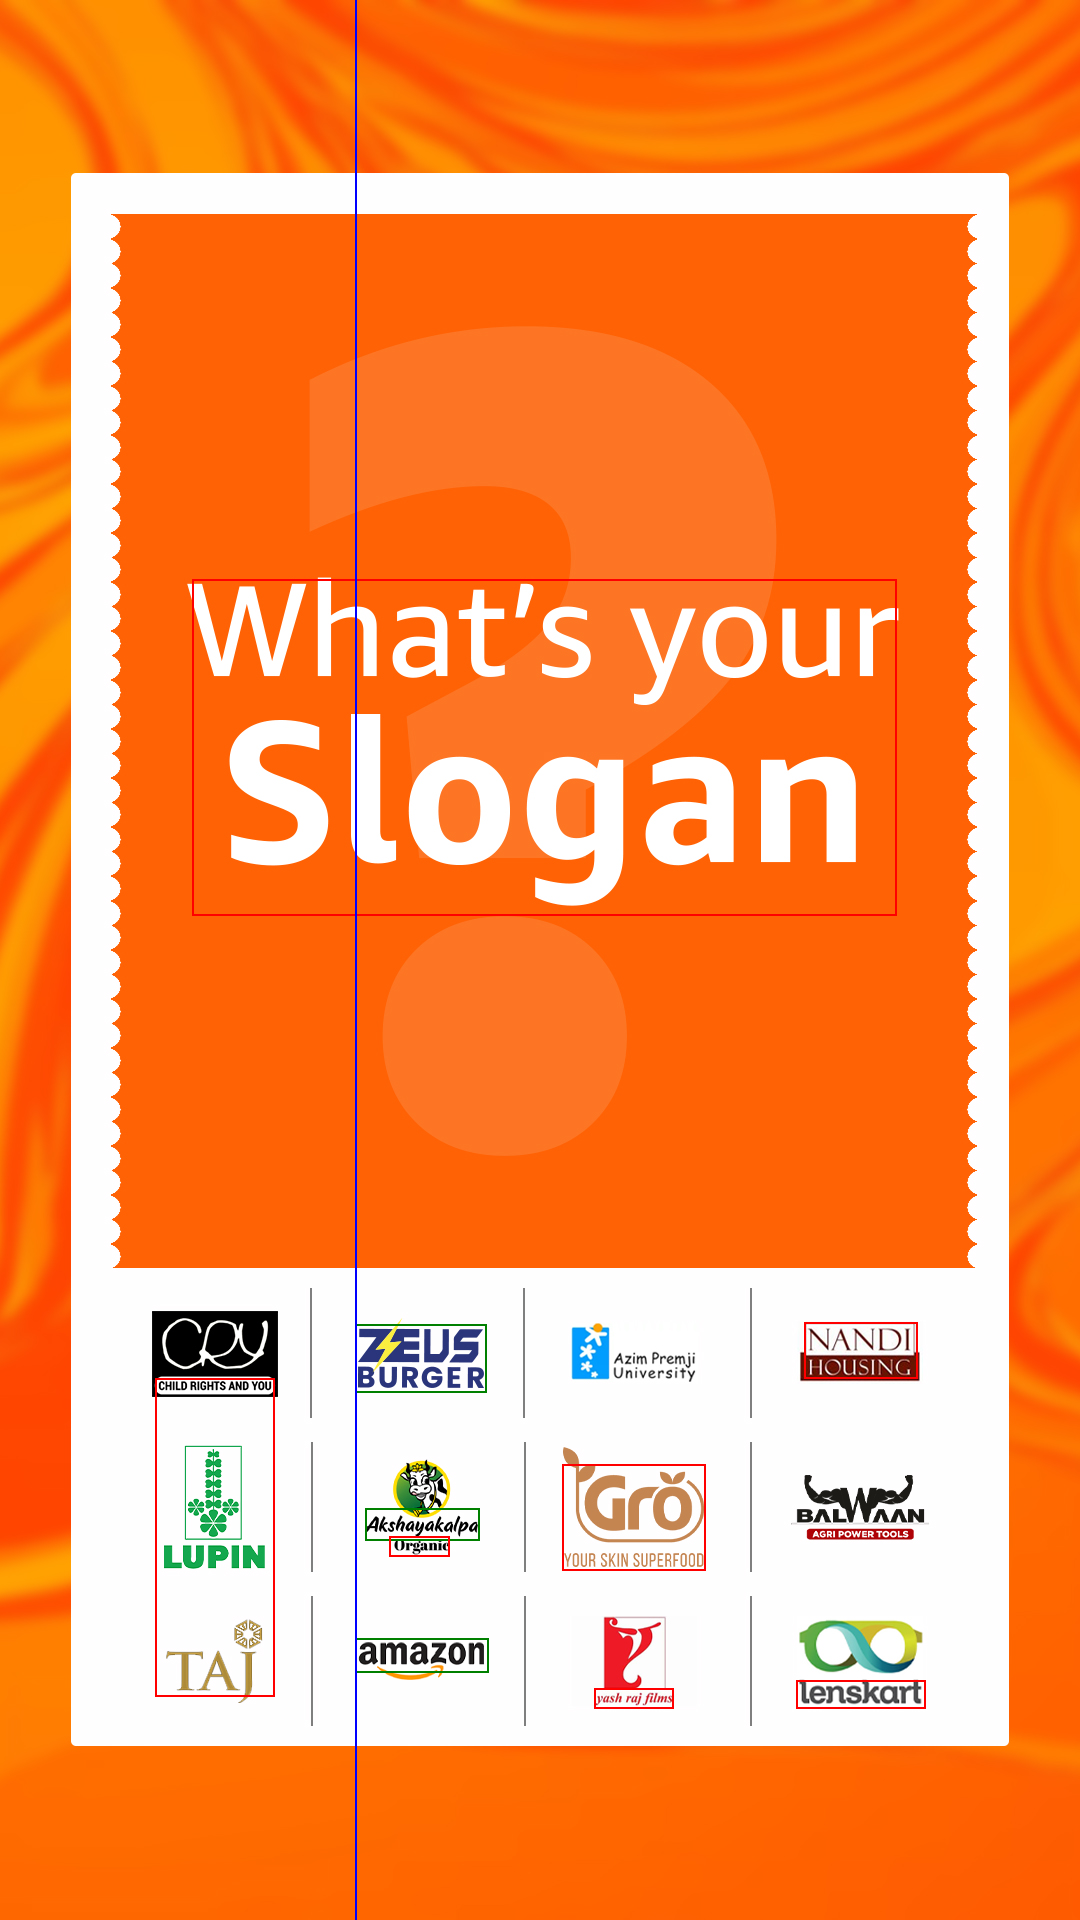 What's your
Slogan
CRY
CHILD RIGHTS AND YOU
ZEUS
BURGER
Azim Premji
University
NANDI
HOUSING
LUPIN
Akshayakalpa
Organic
Grō
YOUR SKIN SUPERFOOD
BALWAAN
AGRI POWER TOOLS
TAJ
amazon
yash raj films
lenskart